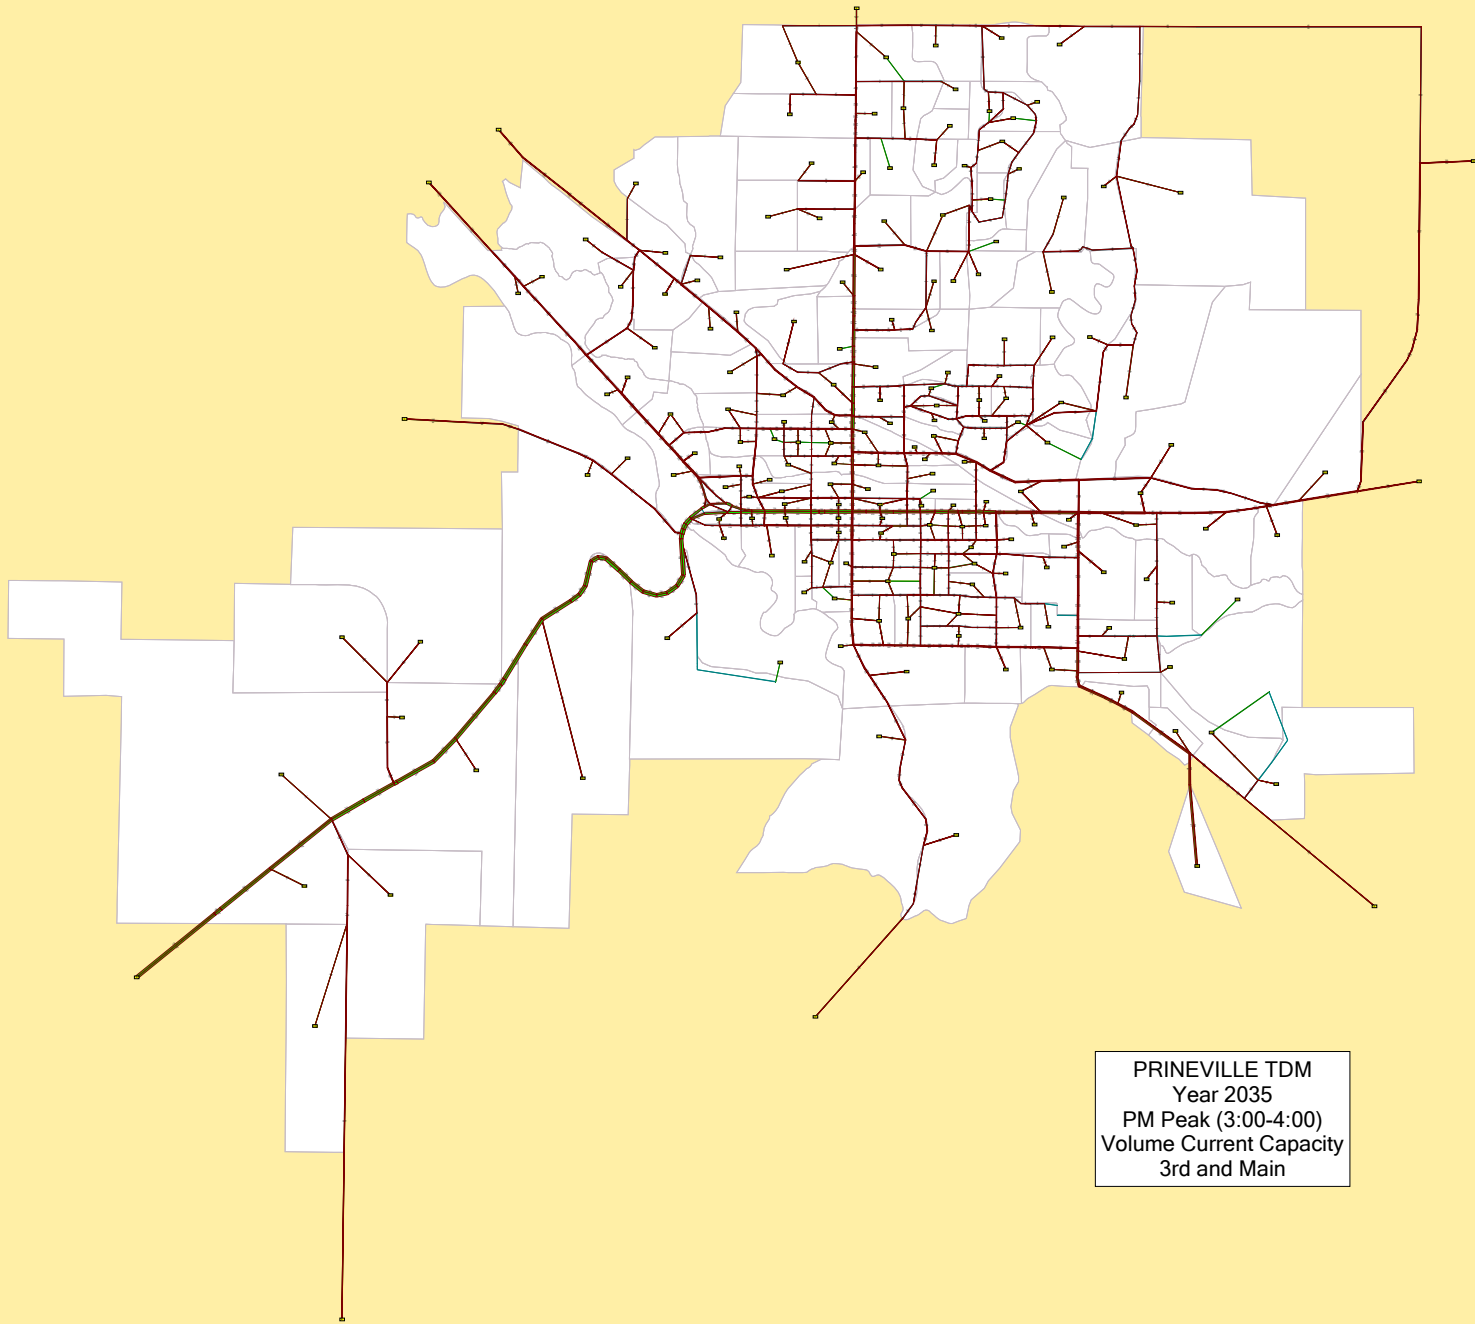 PRINEVILLE TDM
Year 2035
PM Peak (3:00-4:00)
Volume Current Capacity
3rd and Main